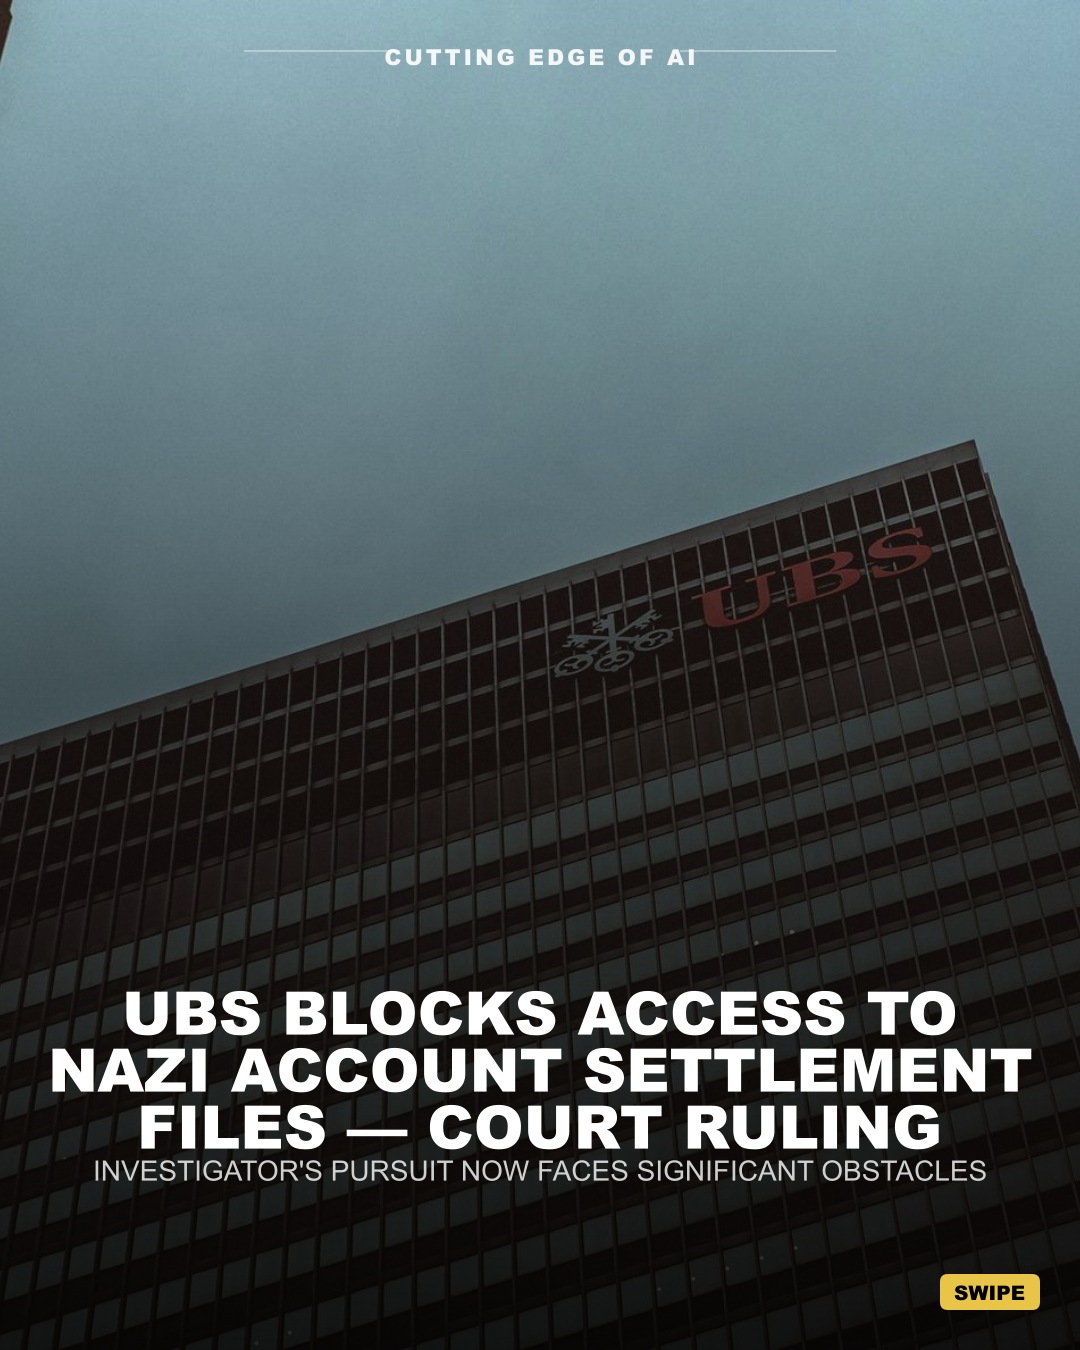 CUTTING EDGE OF AI
UBS
UBS BLOCKS ACCESS TO
NAZI ACCOUNT SETTLEMENT
FILES — COURT RULING
INVESTIGATOR'S PURSUIT NOW FACES SIGNIFICANT OBSTACLES
SWIPE